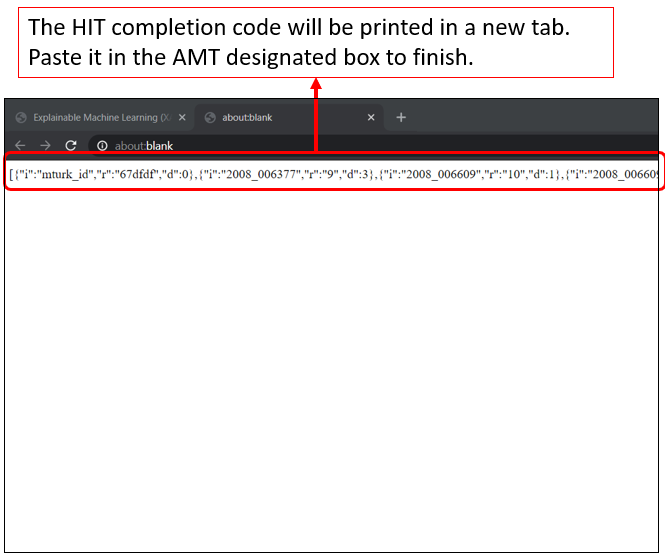 The HIT completion code will be printed in a new tab.
Paste it in the AMT designated box to finish.
Explainable Machine Learning (X
about:blank
about:blank
[{"i":"mturk_id","r":"67dfdf","d":0},{"i":"2008_006377","r":"9","d":3},{"i":"2008_006609","r":"10","d":1},{"i":"2008_006609